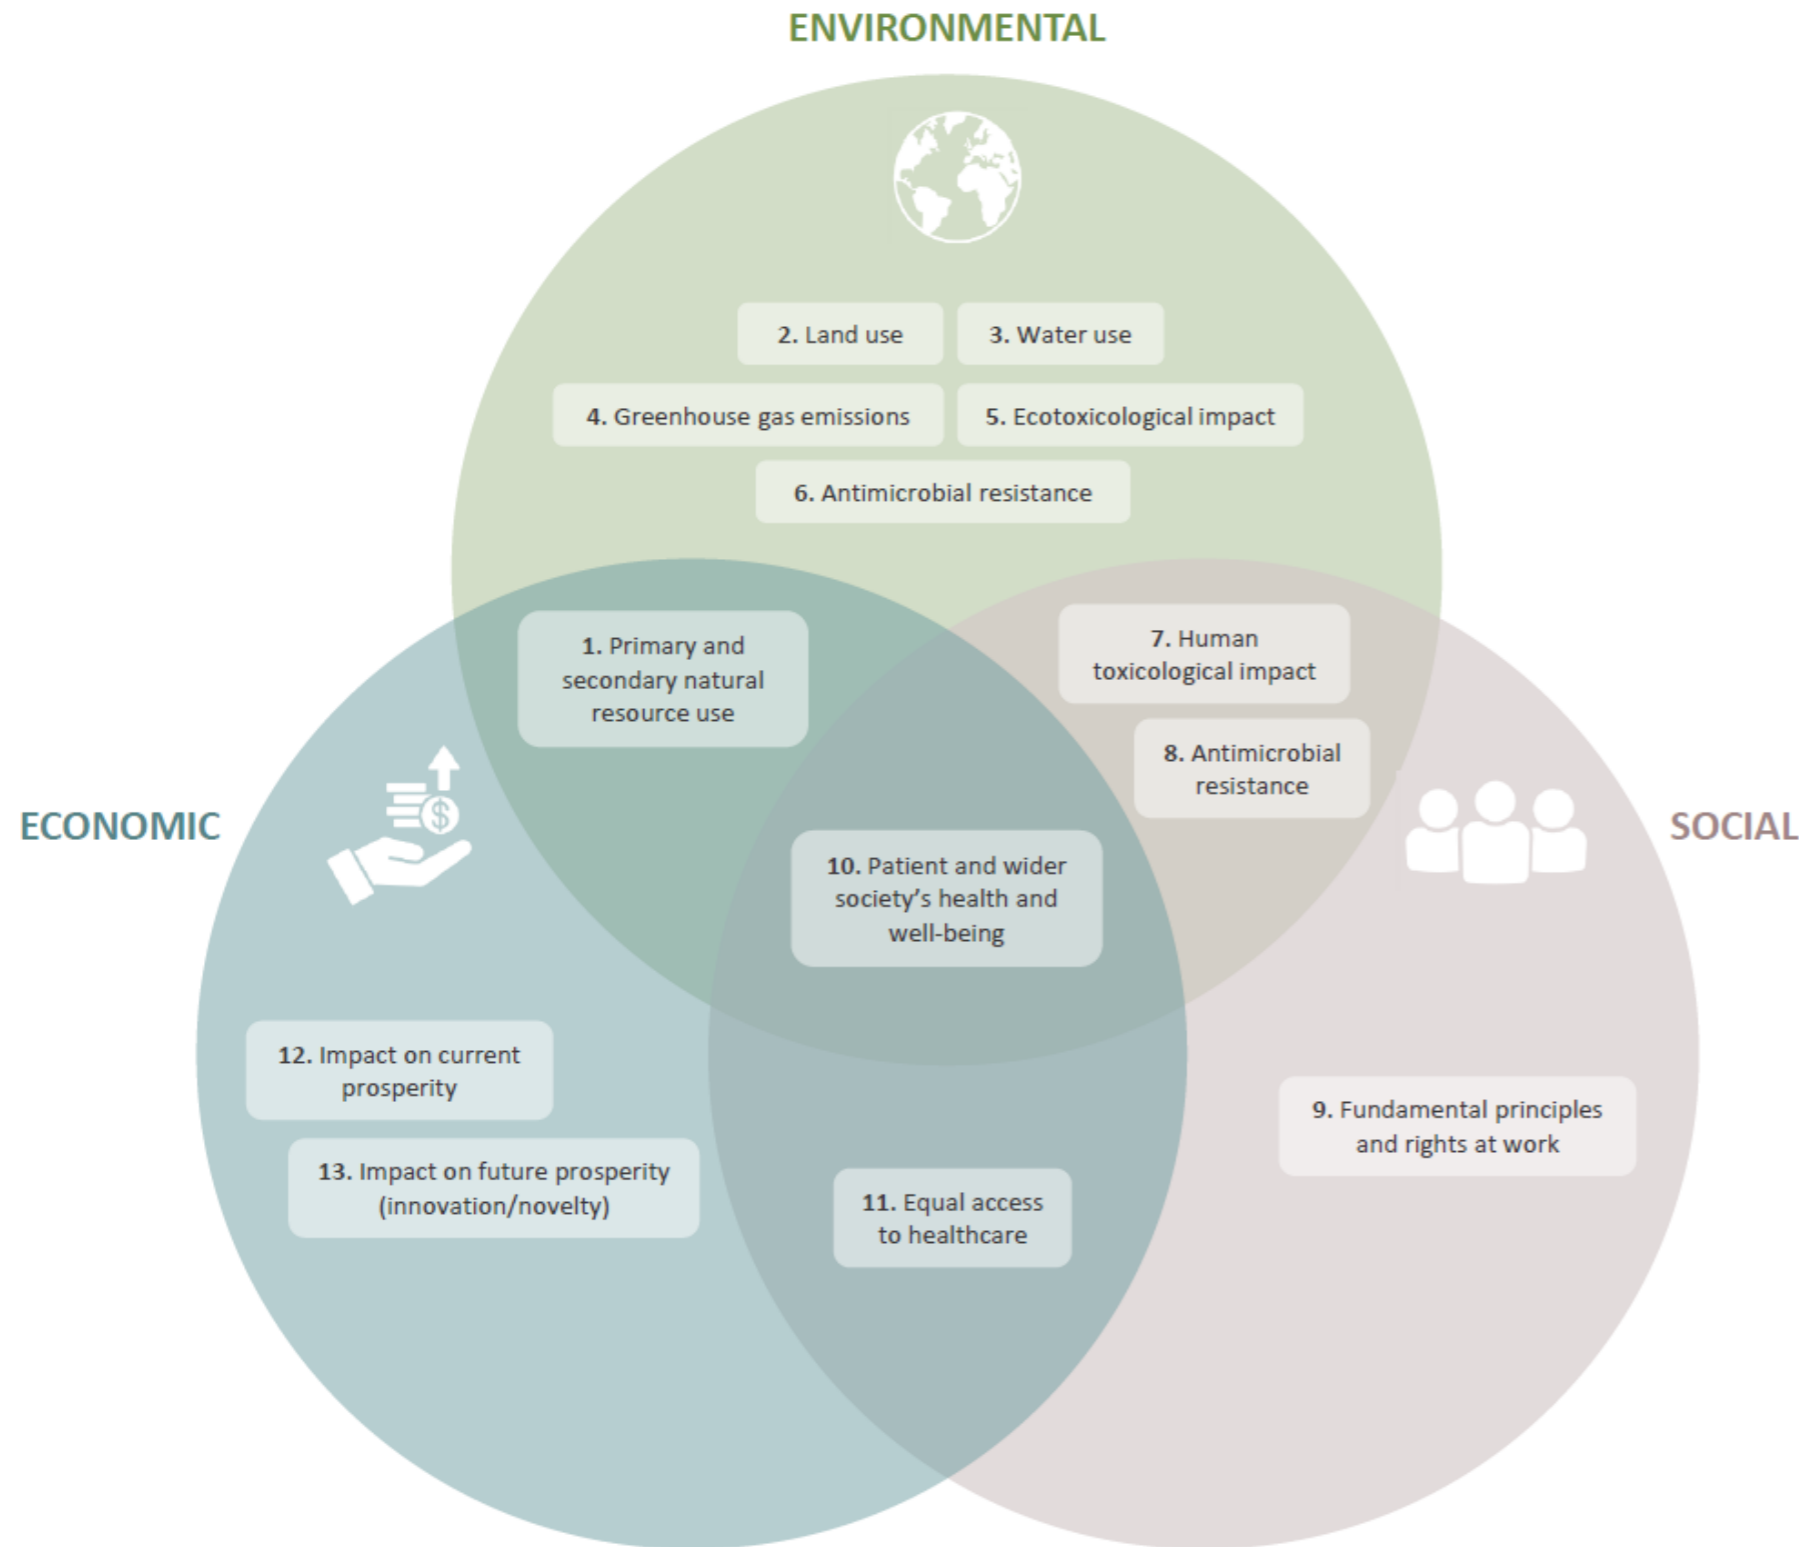 ENVIRONMENTAL
2. Land use
3. Water use
4. Greenhouse gas emissions
5. Ecotoxicological impact
6. Antimicrobial resistance
1. Primary and
secondary natural
resource use
7. Human
toxicological impact
8. Antimicrobial
resistance
ECONOMIC
$
SOCIAL
10. Patient and wider
society’s health and
well-being
12. Impact on current
prosperity
9. Fundamental principles
and rights at work
13. Impact on future prosperity
(innovation/novelty)
11. Equal access
to healthcare